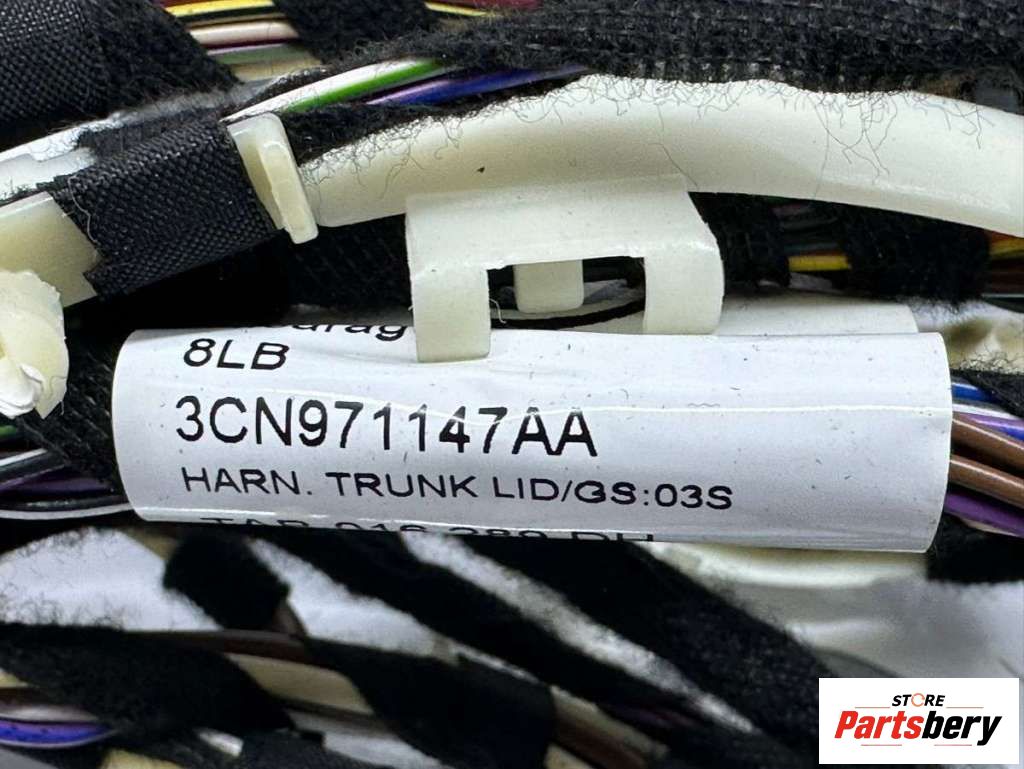 8LB
3CN971147AA
HARN. TRUNK LID/GS:03S
STORE
Partsbery